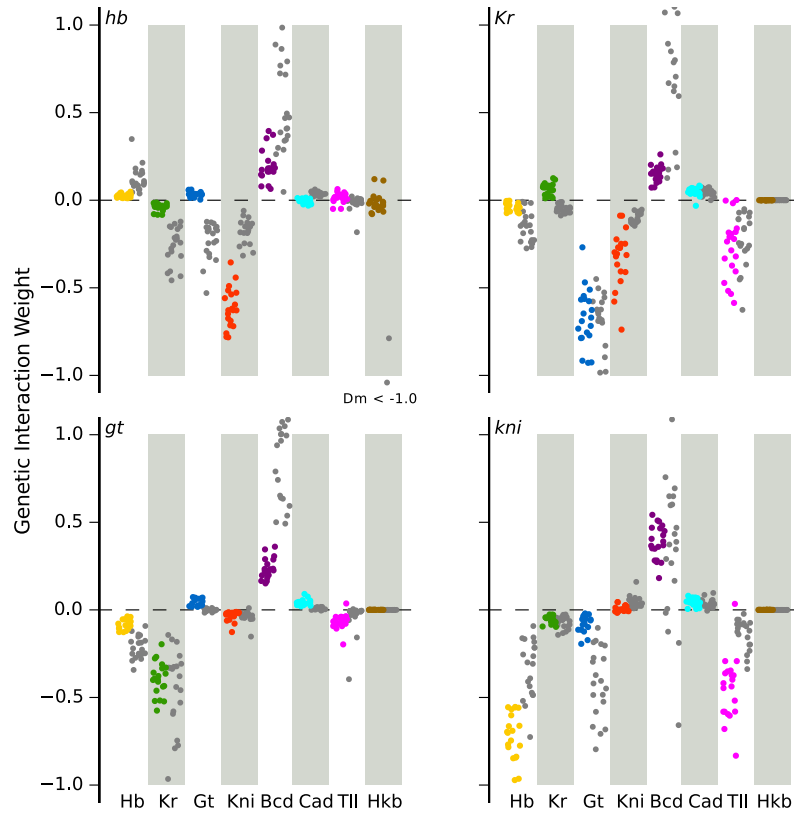 hb
Kr
1.0
0.5
0.0
−0.5
−1.0
Dm < -1.0
Genetic Interaction Weight
gt
kni
1.0
0.5
0.0
−0.5
−1.0
Hb Kr Gt Kni Bcd Cad Tll Hkb
Hb Kr Gt Kni Bcd Cad Tll Hkb